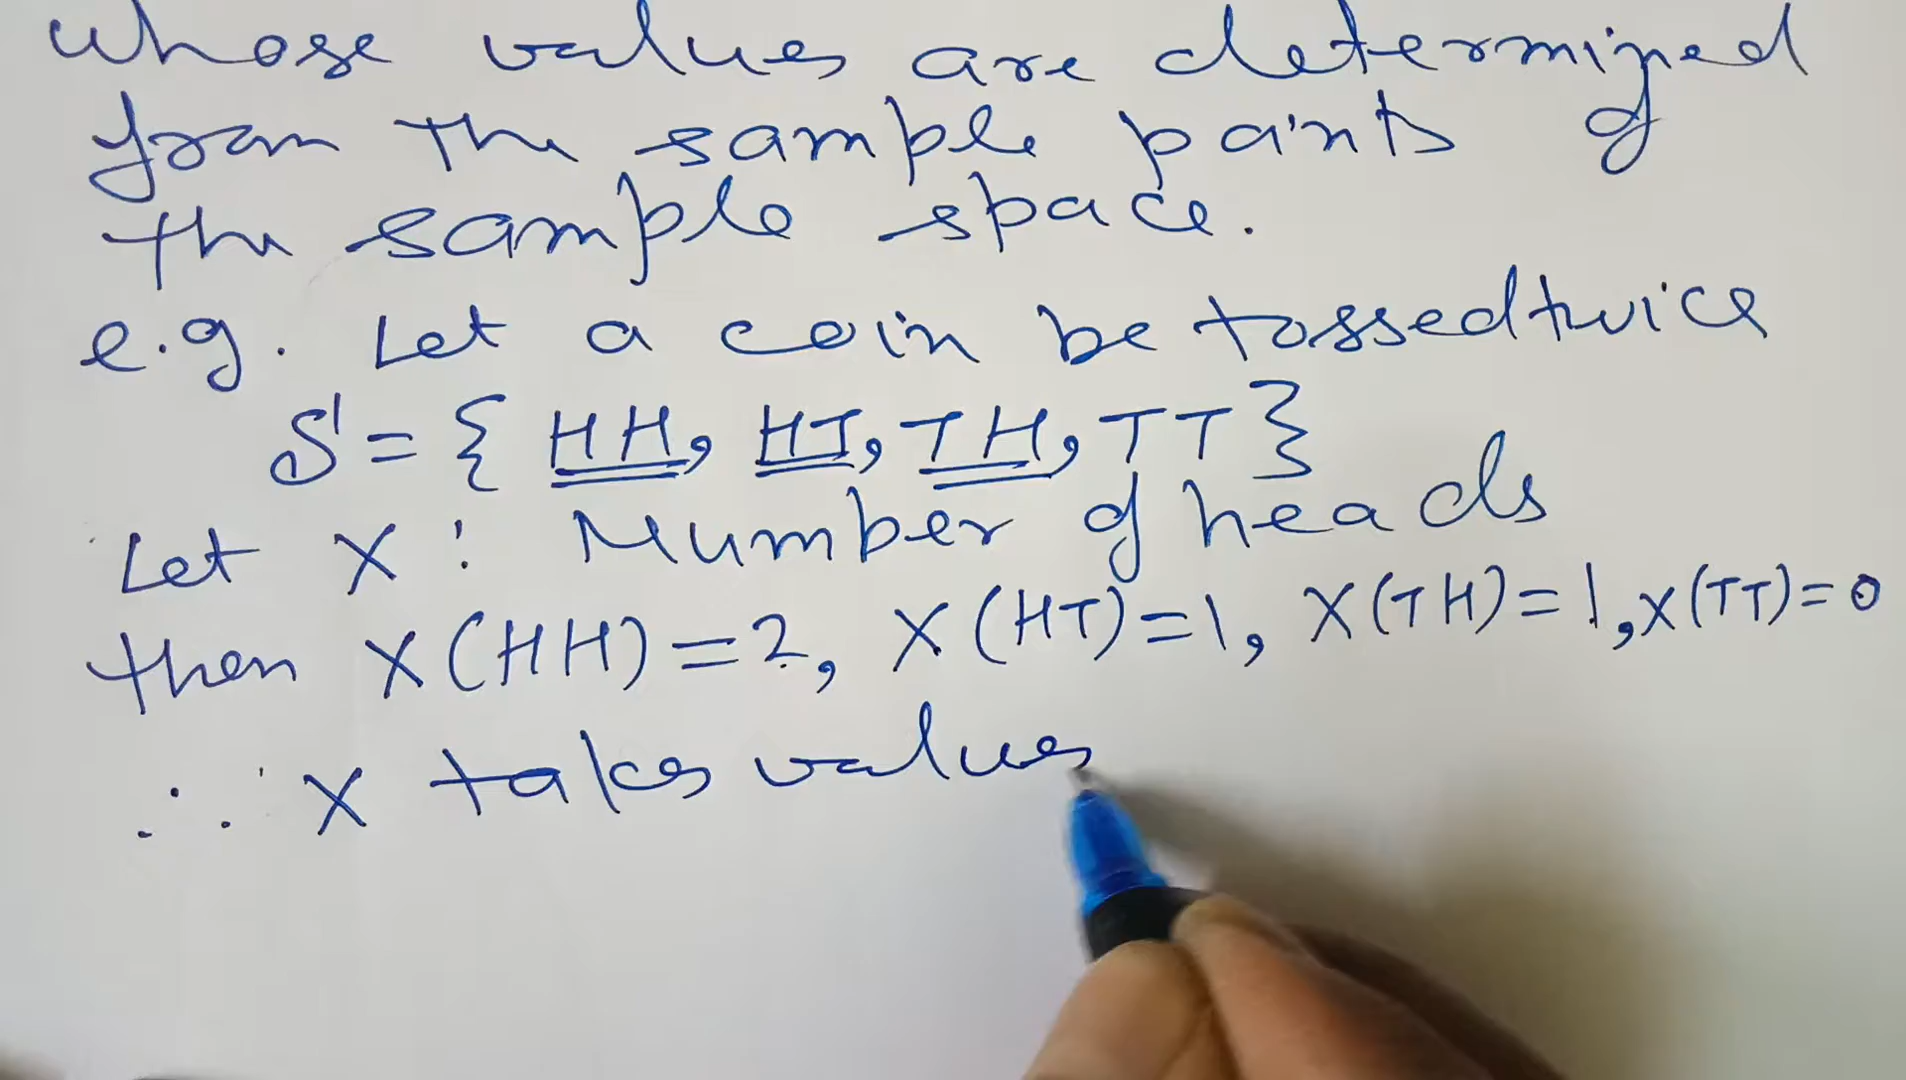 whose values are determined
from the sample points of
the sample space.
e.g. Let a coin be tossed twice
S = { HH, HT, TH, TT }
Let X : Number of heads
then X(HH) = 2, X(HT) = 1, X(TH) = 1, X(TT) = 0
∴ X takes values